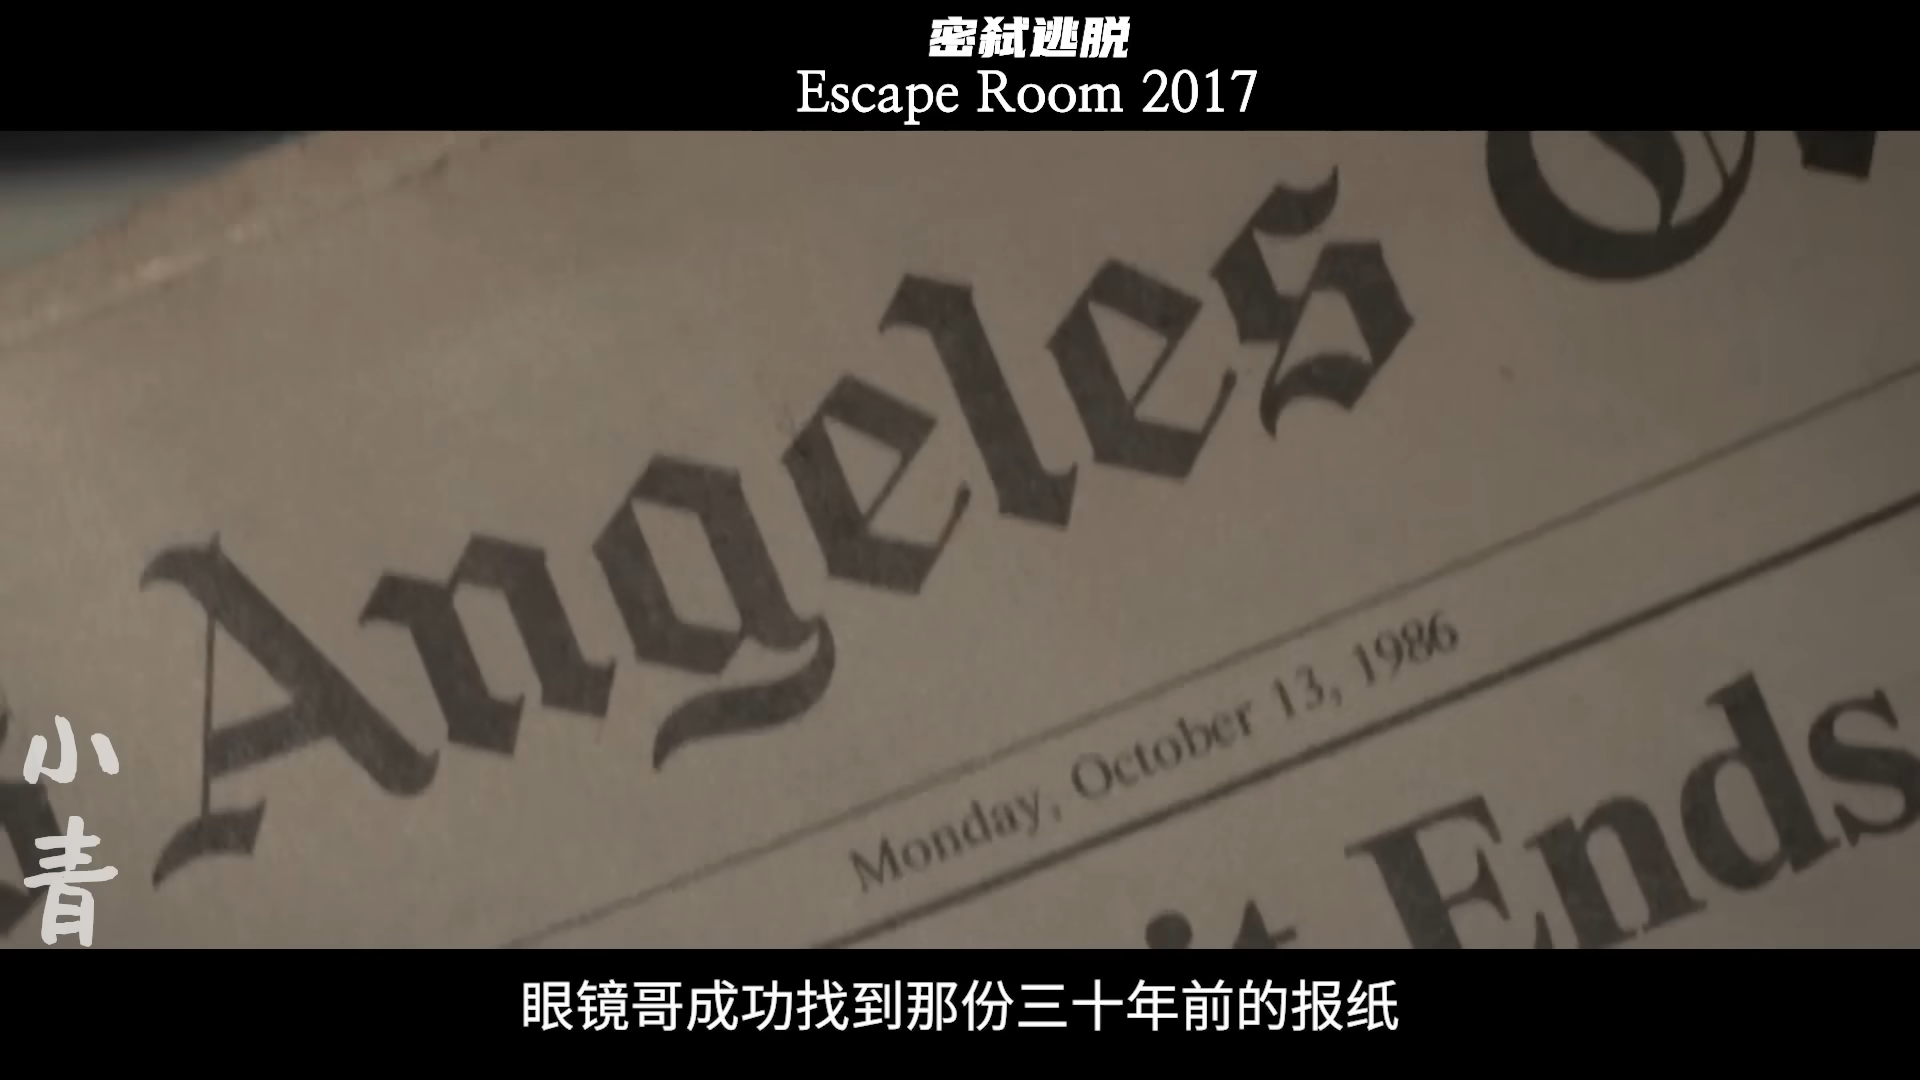 密弑逃脱
Escape Room 2017
Angeles
Monday, October 13, 1986
Ends
小青
眼镜哥成功找到那份三十年前的报纸